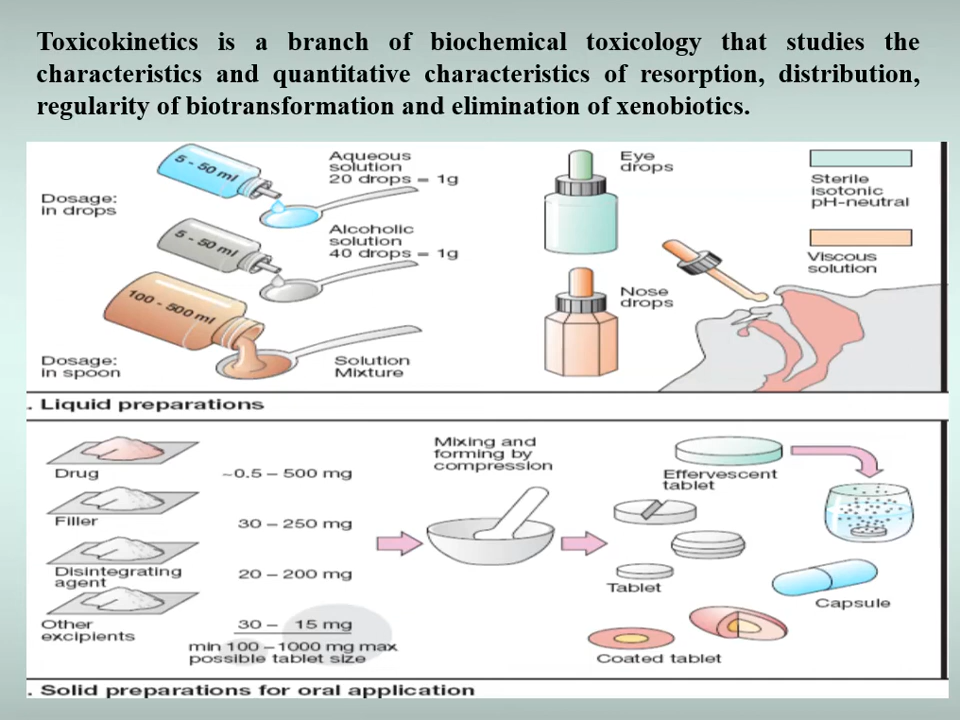 Toxicokinetics is a branch of biochemical toxicology that studies the
characteristics and quantitative characteristics of resorption, distribution,
regularity of biotransformation and elimination of xenobiotics.
5 - 50 ml
Aqueous
solution
20 drops = 1g
Dosage:
in drops
5 - 50 ml
Alcoholic
solution
40 drops = 1g
100 - 500 ml
Dosage:
in spoon
Solution
Mixture
Eye
drops
Sterile
isotonic
pH-neutral
Viscous
solution
Nose
drops
. Liquid preparations
Drug
~0.5 – 500 mg
Filler
30 – 250 mg
Disintegrating
agent
20 – 200 mg
Other
excipients
30 – 15 mg
min 100 – 1000 mg max
possible tablet size
Mixing and
forming by
compression
Effervescent
tablet
Tablet
Capsule
Coated tablet
. Solid preparations for oral application